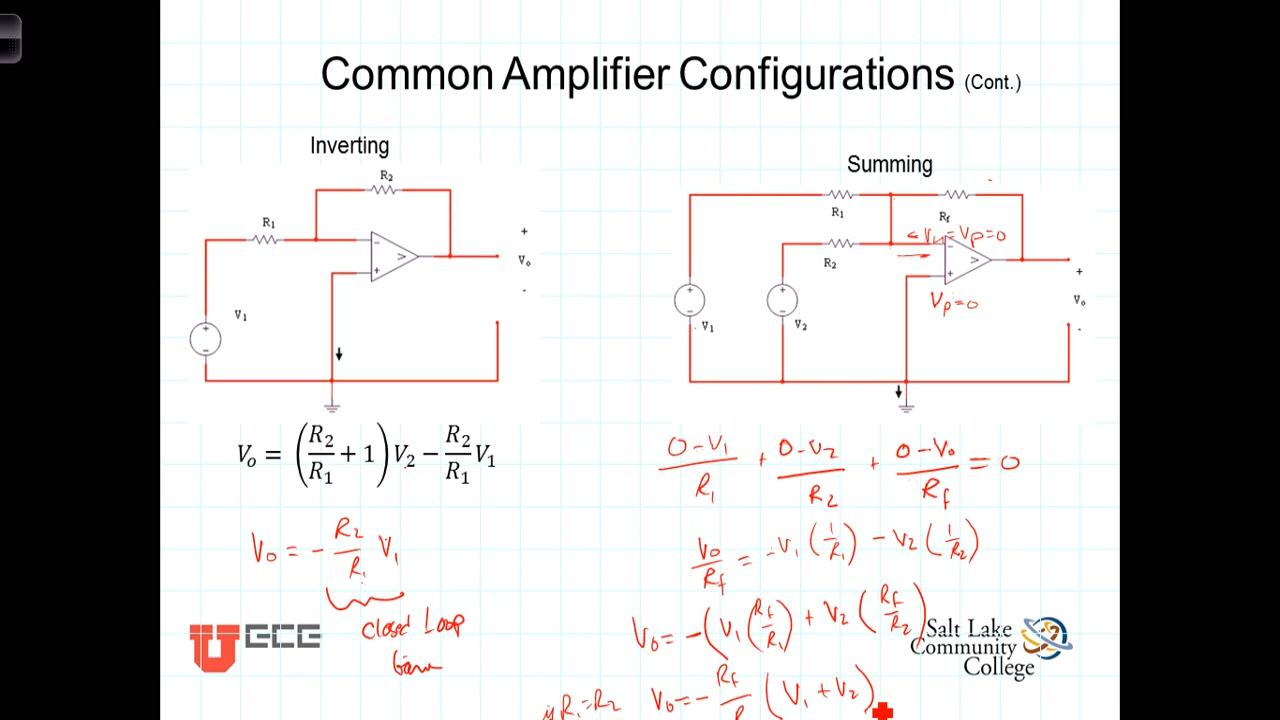 Common Amplifier Configurations (Cont.)
Inverting
R2
R1
V1
+
Vo
-
Vo = (R2/R1 + 1) V2 − R2/R1 V1
Vo = - R2/R1 V1
Closed Loop
Gain
Summing
R1
Rf
R2
Vn = Vp = 0
Vp = 0
V1
V2
+
Vo
-
0-V1/R1 + 0-V2/R2 + 0-Vo/Rf = 0
Vo/Rf = -V1 (1/R1) - V2 (1/R2)
Vo = -(V1 (Rf/R1) + V2 (Rf/R2)
if R1=R2 Vo = - Rf/R (V1 + V2)
U ECE
Salt Lake
Community
College